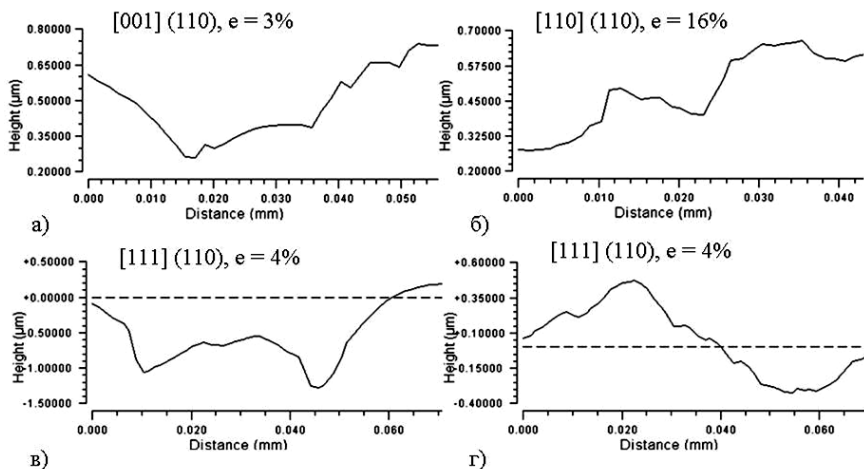 [001] (110), e = 3%
Height (µm)
0.80000
0.65000
0.50000
0.35000
0.20000
0.000 0.010 0.020 0.030 0.040 0.050
Distance (mm)
а)
[110] (110), e = 16%
Height (µm)
0.70000
0.57500
0.45000
0.32500
0.20000
0.000 0.010 0.020 0.030 0.040
Distance (mm)
б)
[111] (110), e = 4%
Height (µm)
+0.50000
+0.00000
-0.50000
-1.00000
-1.50000
0.000 0.020 0.040 0.060
Distance (mm)
в)
[111] (110), e = 4%
Height (µm)
+0.60000
+0.35000
+0.10000
-0.15000
-0.40000
0.000 0.020 0.040 0.060
Distance (mm)
г)